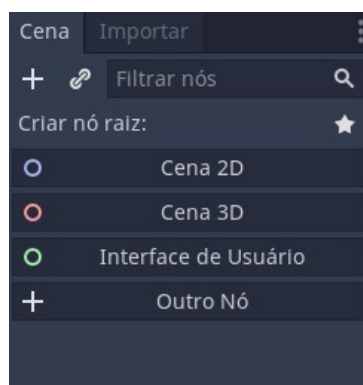 Cena Importar
Filtrar nós
Criar nó raiz:
Cena 2D
Cena 3D
Interface de Usuário
Outro Nó